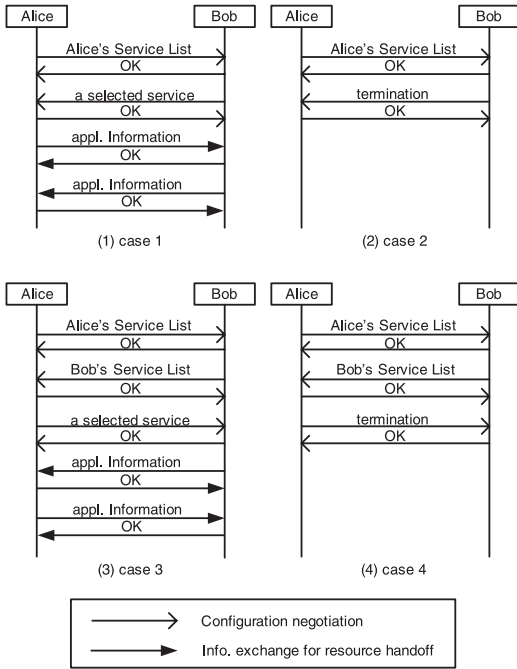 Alice
Bob
Alice's Service List
OK
a selected service
OK
appl. Information
OK
appl. Information
OK
(1) case 1
Alice
Bob
Alice's Service List
OK
termination
OK
(2) case 2
Alice
Bob
Alice's Service List
OK
Bob's Service List
OK
a selected service
OK
appl. Information
OK
appl. Information
OK
(3) case 3
Alice
Bob
Alice's Service List
OK
Bob's Service List
OK
termination
OK
(4) case 4
Configuration negotiation
Info. exchange for resource handoff